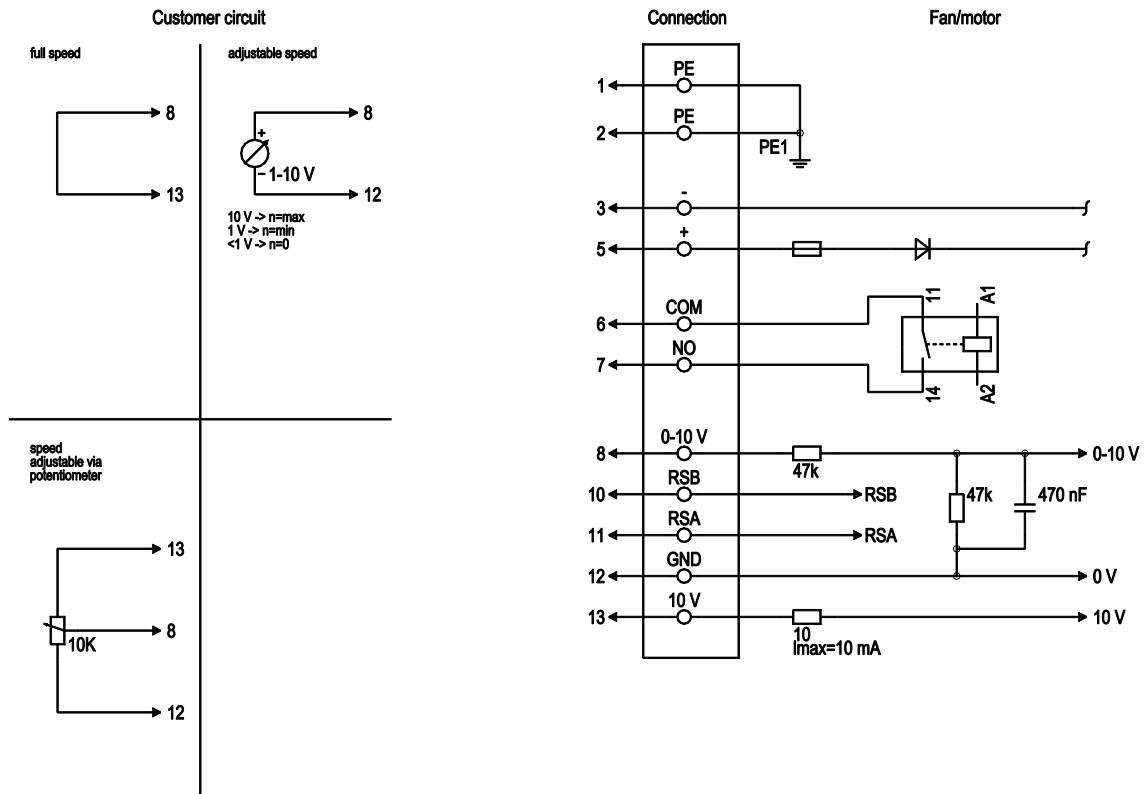 Customer circuit
full speed
8
13
adjustable speed
8
+
–
1-10 V
12
10 V -> n=max
1 V -> n=min
<1 V -> n=0
speed
adjustable via
potentiometer
13
8
10K
12
Connection
Fan/motor
PE
1
PE
2
PE1
-
3
+
5
COM
6
NO
7
11
A1
14
A2
0-10 V
8
47k
0-10 V
RSB
10
RSB
47k
470 nF
RSA
11
RSA
GND
12
0 V
10 V
13
10
Imax=10 mA
10 V